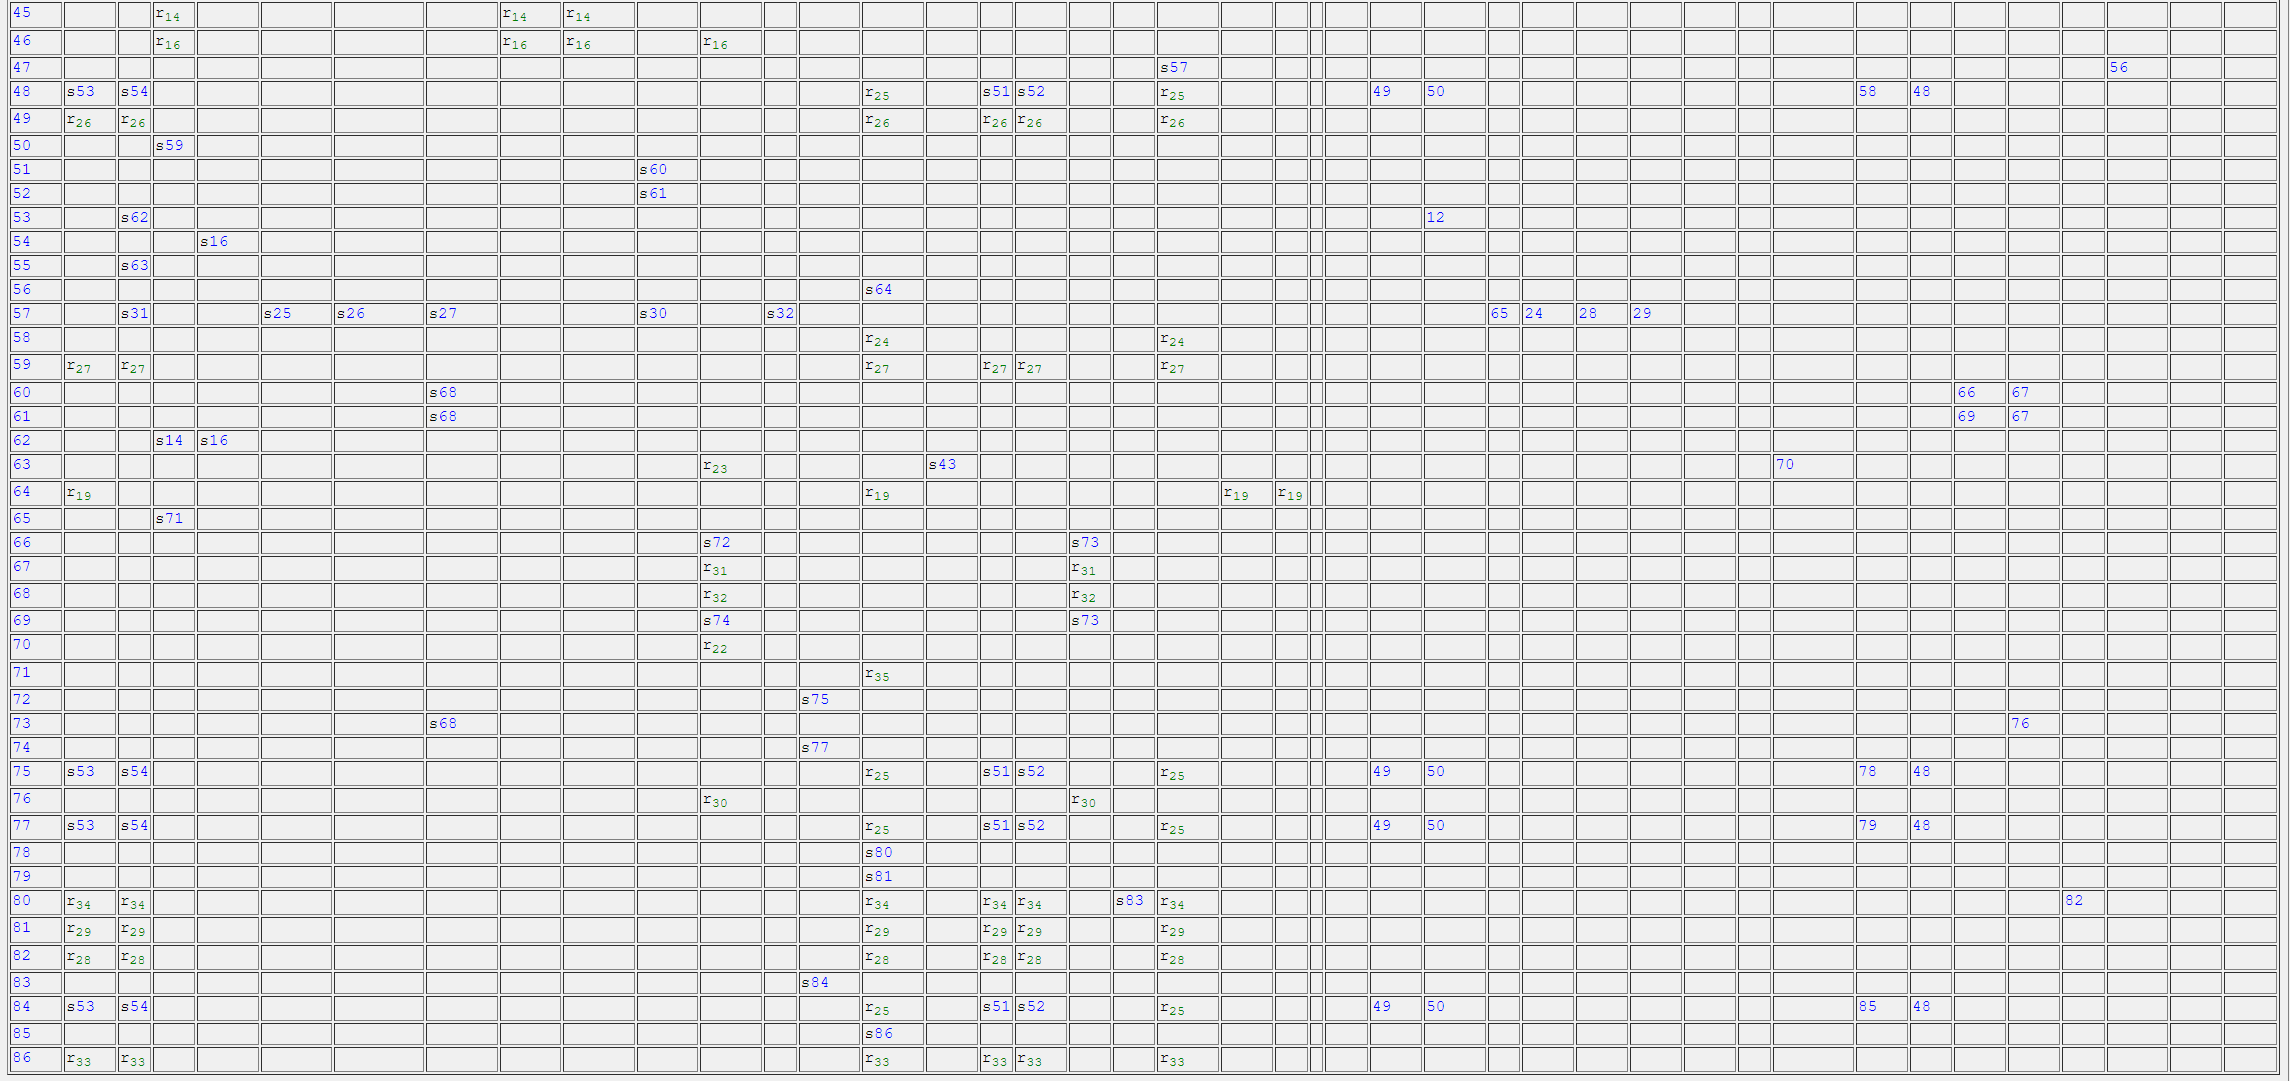 45 r14 r14 r14
46 r16 r16 r16 r16
47 s57 56
48 s53 s54 r25 s51 s52 r25 49 50 58 48
49 r26 r26 r26 r26 r26 r26
50 s59
51 s60
52 s61
53 s62 12
54 s16
55 s63
56 s64
57 s31 s25 s26 s27 s30 s32 65 24 28 29
58 r24 r24
59 r27 r27 r27 r27 r27 r27
60 s68 66 67
61 s68 69 67
62 s14 s16
63 r23 s43 70
64 r19 r19 r19 r19
65 s71
66 s72 s73
67 r31 r31
68 r32 r32
69 s74 s73
70 r22
71 r35
72 s75
73 s68 76
74 s77
75 s53 s54 r25 s51 s52 r25 49 50 78 48
76 r30 r30
77 s53 s54 r25 s51 s52 r25 49 50 79 48
78 s80
79 s81
80 r34 r34 r34 r34 r34 s83 r34 82
81 r29 r29 r29 r29 r29 r29
82 r28 r28 r28 r28 r28 r28
83 s84
84 s53 s54 r25 s51 s52 r25 49 50 85 48
85 s86
86 r33 r33 r33 r33 r33 r33